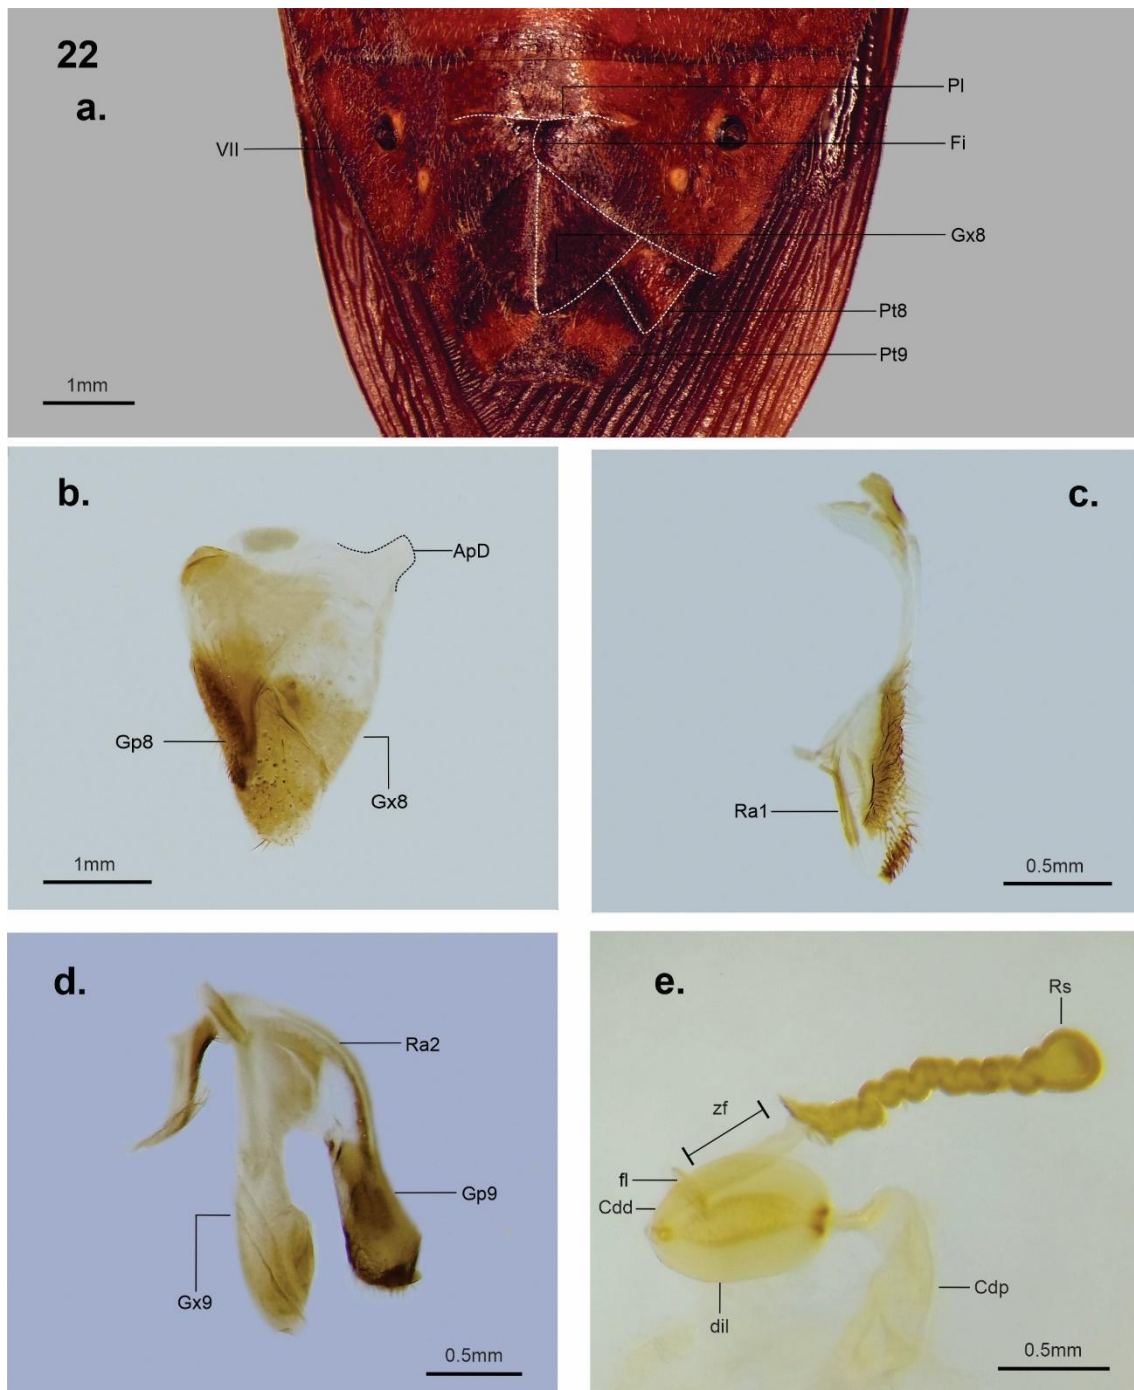 22
a.
VII
Pl
Fi
Gx8
Pt8
Pt9
1mm
b.
ApD
Gp8
Gx8
1mm
c.
Ra1
0.5mm
d.
Ra2
Gp9
Gx9
0.5mm
e.
Rs
zf
fl
Cdd
Cdp
dil
0.5mm